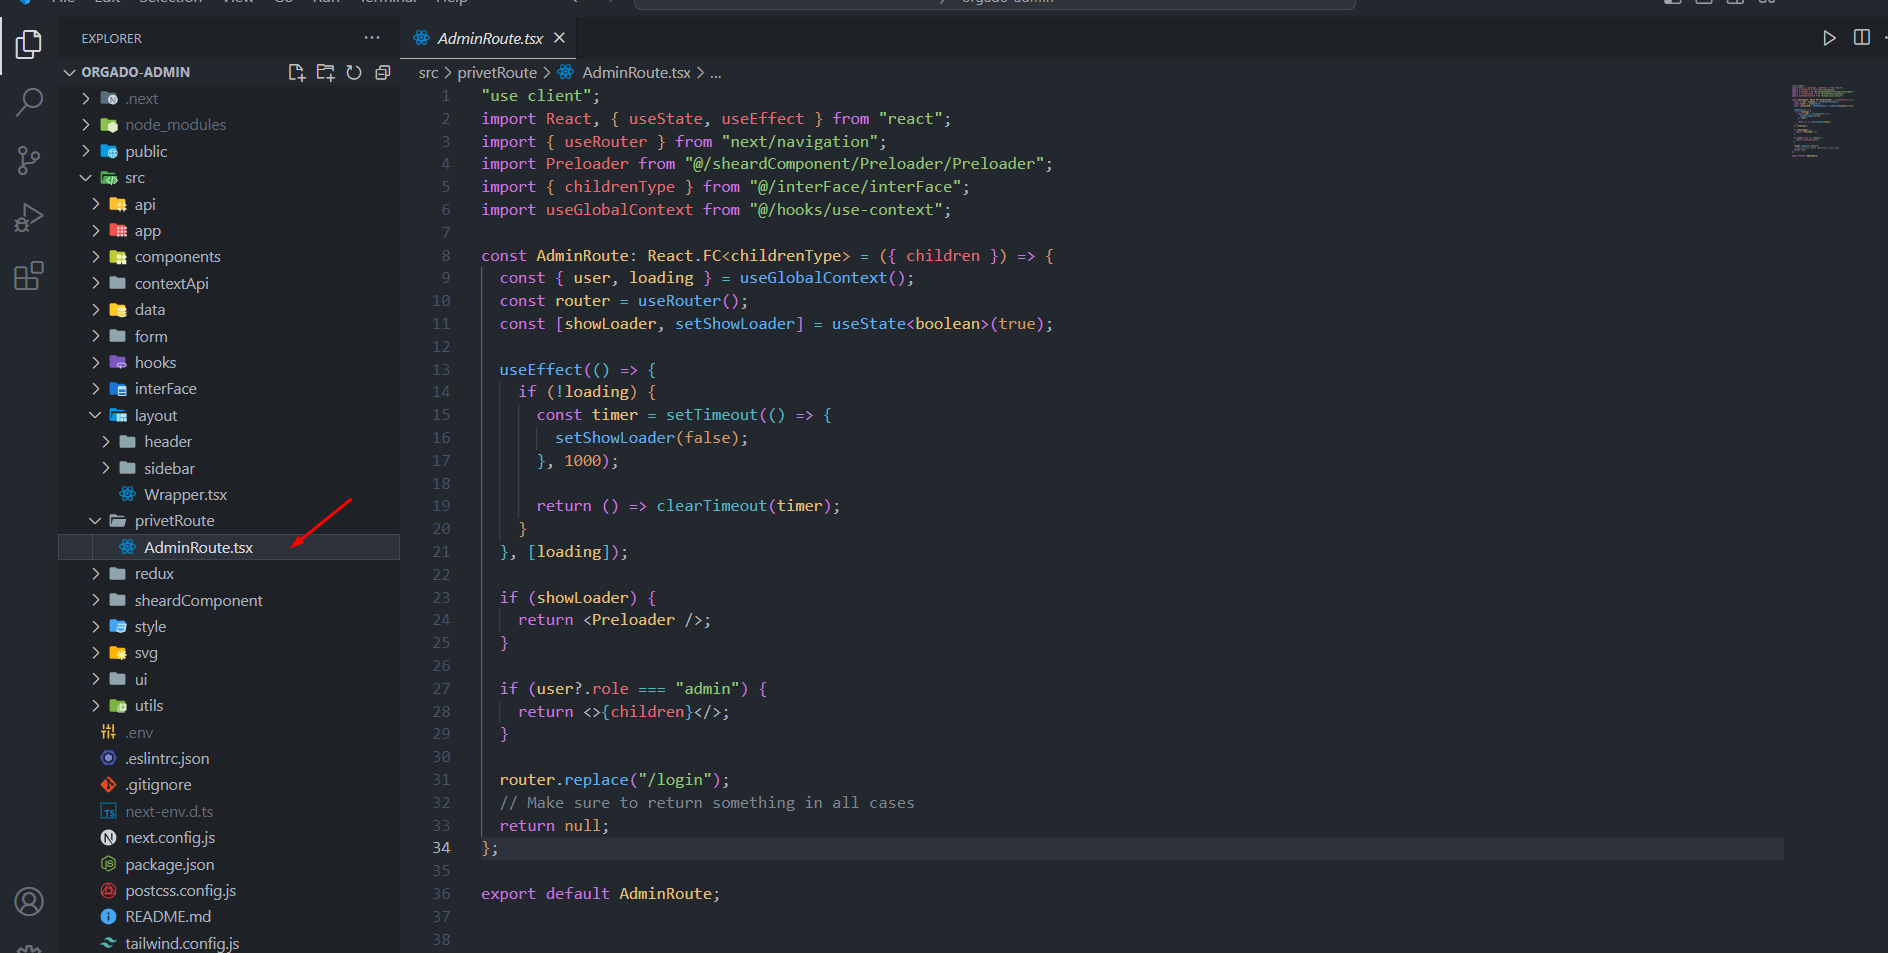 EXPLORER
ORGADO-ADMIN
.next
node_modules
public
src
api
app
components
contextApi
data
form
hooks
interFace
layout
header
sidebar
Wrapper.tsx
privetRoute
AdminRoute.tsx
redux
sheardComponent
style
svg
ui
utils
.env
.eslintrc.json
.gitignore
next-env.d.ts
next.config.js
package.json
postcss.config.js
README.md
tailwind.config.js
AdminRoute.tsx
src > privetRoute > AdminRoute.tsx > ...
1 "use client";
2 import React, { useState, useEffect } from "react";
3 import { useRouter } from "next/navigation";
4 import Preloader from "@/sheardComponent/Preloader/Preloader";
5 import { childrenType } from "@/interFace/interFace";
6 import useGlobalContext from "@/hooks/use-context";
7
8 const AdminRoute: React.FC<childrenType> = ({ children }) => {
9 const { user, loading } = useGlobalContext();
10 const router = useRouter();
11 const [showLoader, setShowLoader] = useState<boolean>(true);
12
13 useEffect(() => {
14 if (!loading) {
15 const timer = setTimeout(() => {
16 setShowLoader(false);
17 }, 1000);
18
19 return () => clearTimeout(timer);
20 }
21 }, [loading]);
22
23 if (showLoader) {
24 return <Preloader />;
25 }
26
27 if (user?.role === "admin") {
28 return <>{children}</>;
29 }
30
31 router.replace("/login");
32 // Make sure to return something in all cases
33 return null;
34 };
35
36 export default AdminRoute;
37
38